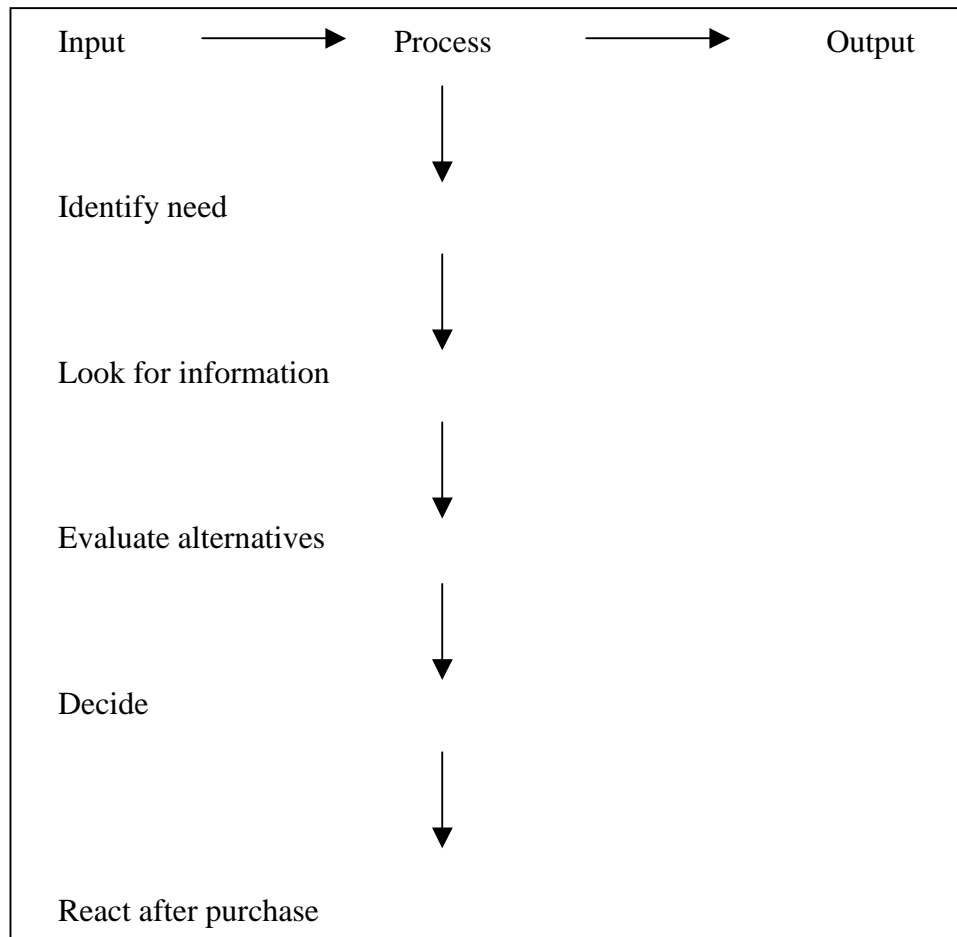 Input Process Output
Identify need
Look for information
Evaluate alternatives
Decide
React after purchase